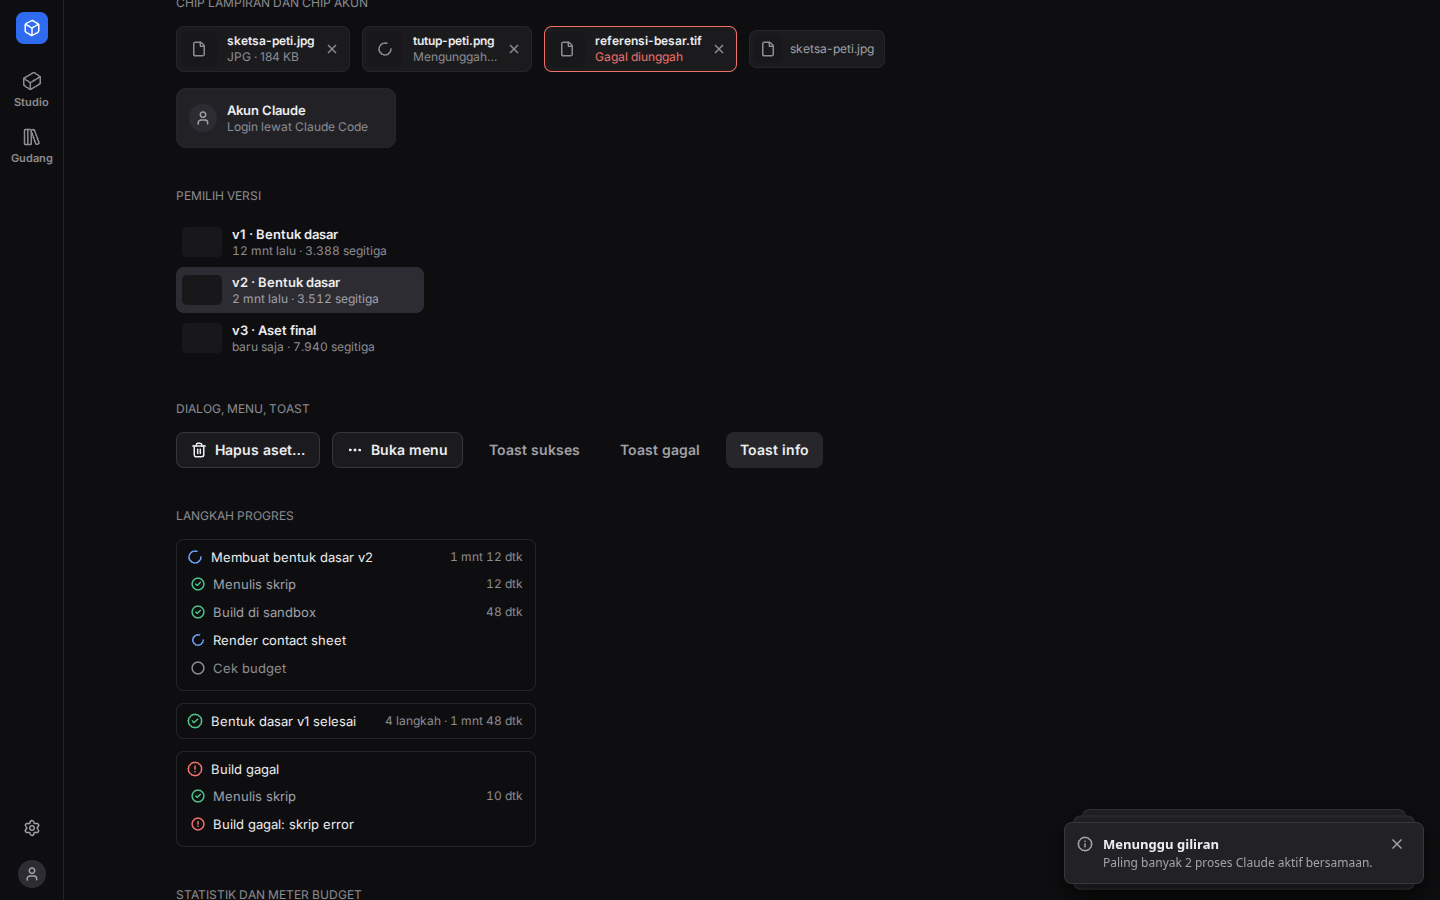 CHIP LAMPIRAN DAN CHIP AKUN
sketsa-peti.jpg
JPG · 184 KB
tutup-peti.png
Mengunggah...
referensi-besar.tif
Gagal diunggah
sketsa-peti.jpg
Studio
Akun Claude
Login lewat Claude Code
Gudang
PEMILIH VERSI
v1 · Bentuk dasar
12 mnt lalu · 3.388 segitiga
v2 · Bentuk dasar
2 mnt lalu · 3.512 segitiga
v3 · Aset final
baru saja · 7.940 segitiga
DIALOG, MENU, TOAST
Hapus aset...
Buka menu
Toast sukses
Toast gagal
Toast info
LANGKAH PROGRES
Membuat bentuk dasar v2
1 mnt 12 dtk
Menulis skrip
12 dtk
Build di sandbox
48 dtk
Render contact sheet
Cek budget
Bentuk dasar v1 selesai
4 langkah · 1 mnt 48 dtk
Build gagal
Menulis skrip
10 dtk
Build gagal: skrip error
Menunggu giliran
Paling banyak 2 proses Claude aktif bersamaan.
STATISTIK DAN METER BUDGET